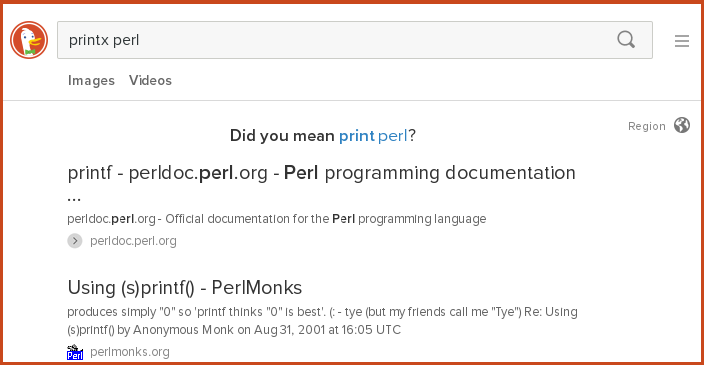 printx perl
Images Videos
Region
Did you mean print perl?
printf - perldoc.perl.org - Perl programming documentation
...
perldoc.perl.org - Official documentation for the Perl programming language
perldoc.perl.org
Using (s)printf() - PerlMonks
produces simply "0" so 'printf thinks "0" is best'. (: - tye (but my friends call me "Tye") Re: Using
(s)printf() by Anonymous Monk on Aug 31, 2001 at 16:05 UTC
Perl
perlmonks.org